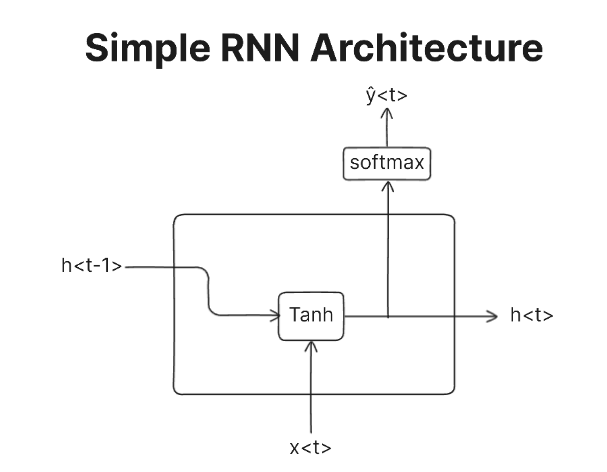 Simple RNN Architecture
ŷ<t>
softmax
h<t-1>
Tanh
h<t>
x<t>